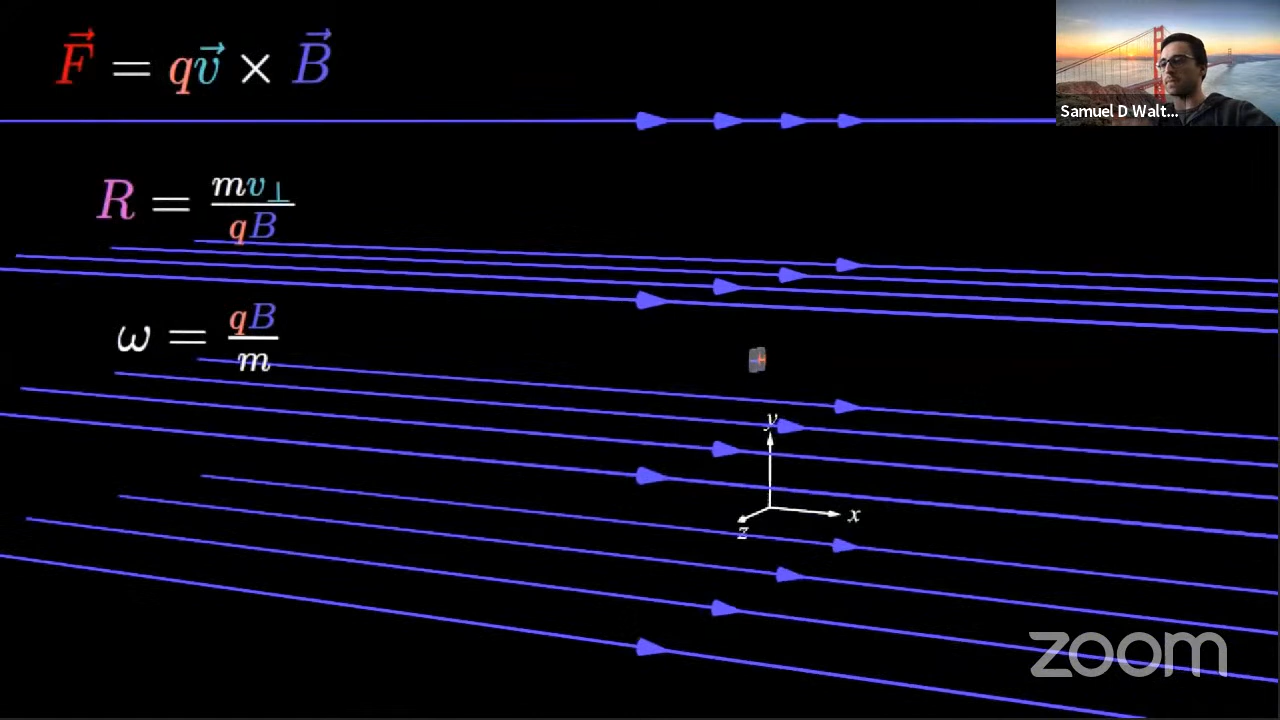 F⃗ = qv⃗ × B⃗
Samuel D Walt...
R = mv⊥/qB
ω = qB/m
y
x
z
zoom